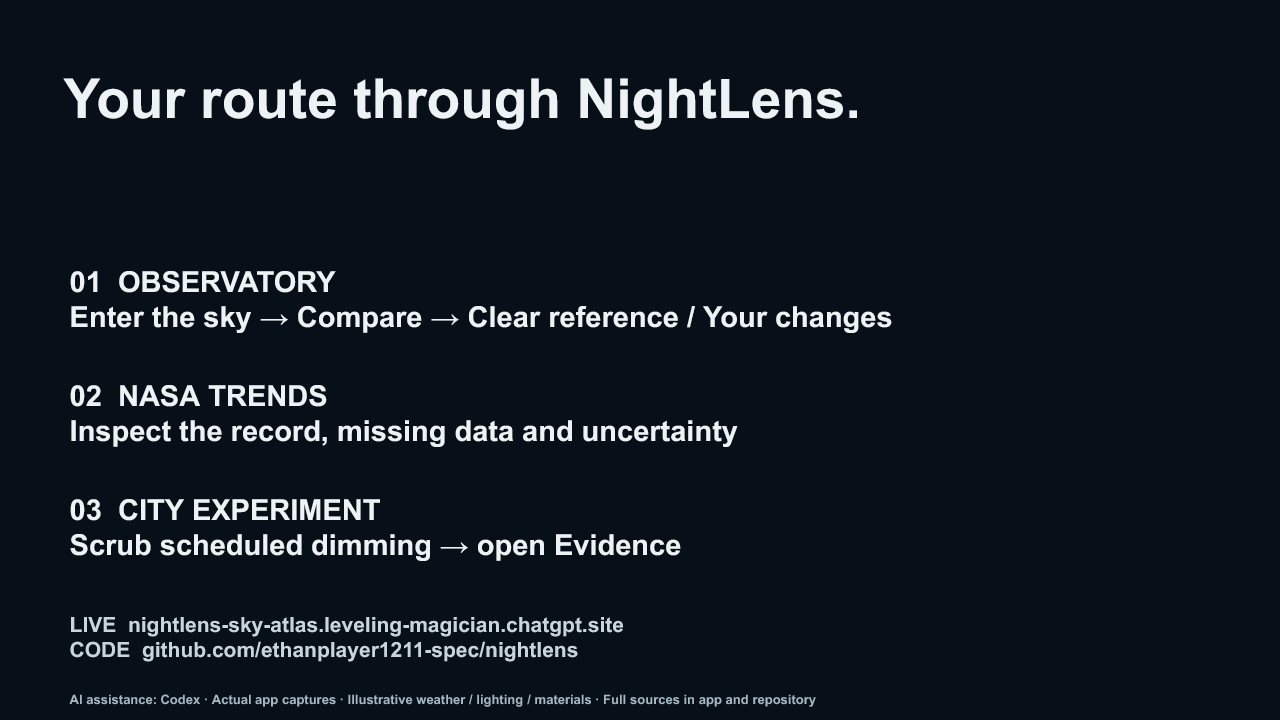 Your route through NightLens.
01 OBSERVATORY
Enter the sky → Compare → Clear reference / Your changes
02 NASA TRENDS
Inspect the record, missing data and uncertainty
03 CITY EXPERIMENT
Scrub scheduled dimming → open Evidence
LIVE nightlens-sky-atlas.leveling-magician.chatgpt.site
CODE github.com/ethanplayer1211-spec/nightlens
AI assistance: Codex · Actual app captures · Illustrative weather / lighting / materials · Full sources in app and repository